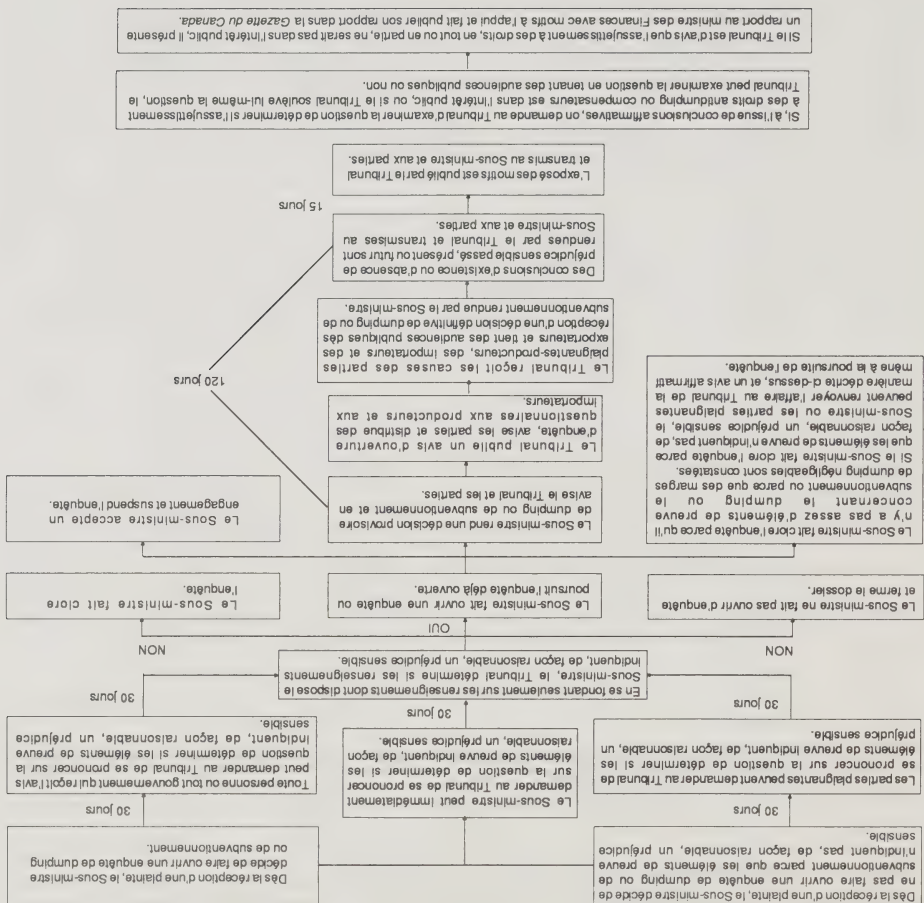 Dès la réception d'une plainte, le Sous-ministre décide de
ne pas faire ouvrir une enquête de dumping ou de
subventionnement parce que les éléments de preuve
n'indiquent pas, de façon raisonnable, un préjudice
sensible.
Dès la réception d'une plainte, le Sous-ministre
décide de faire ouvrir une enquête de dumping
ou de subventionnement.
30 jours
30 jours
Les parties plaignantes peuvent demander au Tribunal de
se prononcer sur la question de déterminer si les
éléments de preuve indiquent, de façon raisonnable, un
préjudice sensible.
Le Sous-ministre peut immédiatement
demander au Tribunal de se prononcer
sur la question de déterminer si les
éléments de preuve indiquent, de façon
raisonnable, un préjudice sensible.
Toute personne ou tout gouvernement qui reçoit l'avis
peut demander au Tribunal de se prononcer sur la
question de déterminer si les éléments de preuve
indiquent, de façon raisonnable, un préjudice
sensible.
30 jours
30 jours
30 jours
En se fondant seulement sur les renseignements dont dispose le
Sous-ministre, le Tribunal détermine si les renseignements
indiquent, de façon raisonnable, un préjudice sensible.
NON
OUI
NON
Le Sous-ministre ne fait pas ouvrir d'enquête
et ferme le dossier.
Le Sous-ministre fait ouvrir une enquête ou
poursuit l'enquête déjà ouverte.
Le Sous-ministre fait clore
l'enquête.
Le Sous-ministre fait clore l'enquête parce qu'il
n'y a pas assez d'éléments de preuve
concernant le dumping ou le
subventionnement ou parce que des marges
de dumping négligeables sont constatées.
Si le Sous-ministre fait clore l'enquête parce
que les éléments de preuve n'indiquent pas, de
façon raisonnable, un préjudice sensible, le
Sous-ministre ou les parties plaignantes
peuvent renvoyer l'affaire au Tribunal de la
manière décrite ci-dessus, et un avis affirmatif
mène à la poursuite de l'enquête.
Le Sous-ministre rend une décision provisoire
de dumping ou de subventionnement et en
avise le Tribunal et les parties.
Le Sous-ministre accepte un
engagement et suspend l'enquête.
Le Tribunal publie un avis d'ouverture
d'enquête, avise les parties et distribue des
questionnaires aux producteurs et aux
importateurs.
120 jours
Le Tribunal reçoit les causes des parties
plaignantes-producteurs, des importateurs et des
exportateurs et tient des audiences publiques dès
réception d'une décision définitive de dumping ou de
subventionnement rendue par le Sous-ministre.
Des conclusions d'existence ou d'absence de
préjudice sensible passé, présent ou futur sont
rendues par le Tribunal et transmises au
Sous-ministre et aux parties.
15 jours
L'exposé des motifs est publié par le Tribunal
et transmis au Sous-ministre et aux parties.
Si, à l'issue de conclusions affirmatives, on demande au Tribunal d'examiner la question de déterminer si l'assujettissement
à des droits antidumping ou compensateurs est dans l'intérêt public, ou si le Tribunal soulève lui-même la question, le
Tribunal peut examiner la question en tenant des audiences publiques ou non.
Si le Tribunal est d'avis que l'assujettissement à des droits, en tout ou en partie, ne serait pas dans l'intérêt public, il présente
un rapport au ministre des Finances avec motifs à l'appui et fait publier son rapport dans la Gazette du Canada.